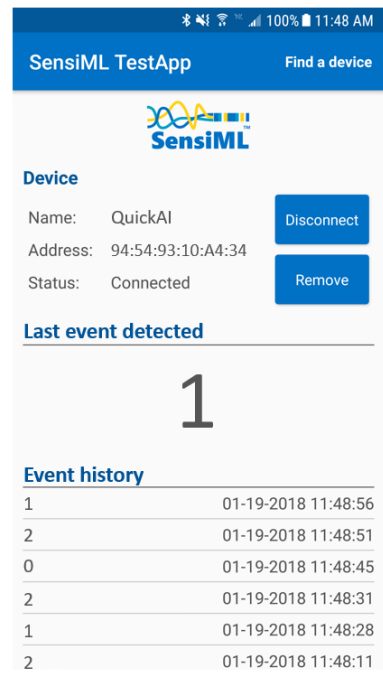 100% 11:48 AM
SensiML TestApp Find a device
SensiML
Device
Name: QuickAI Disconnect
Address: 94:54:93:10:A4:34
Status: Connected Remove
Last event detected
1
Event history
1 01-19-2018 11:48:56
2 01-19-2018 11:48:51
0 01-19-2018 11:48:45
2 01-19-2018 11:48:31
1 01-19-2018 11:48:28
2 01-19-2018 11:48:11